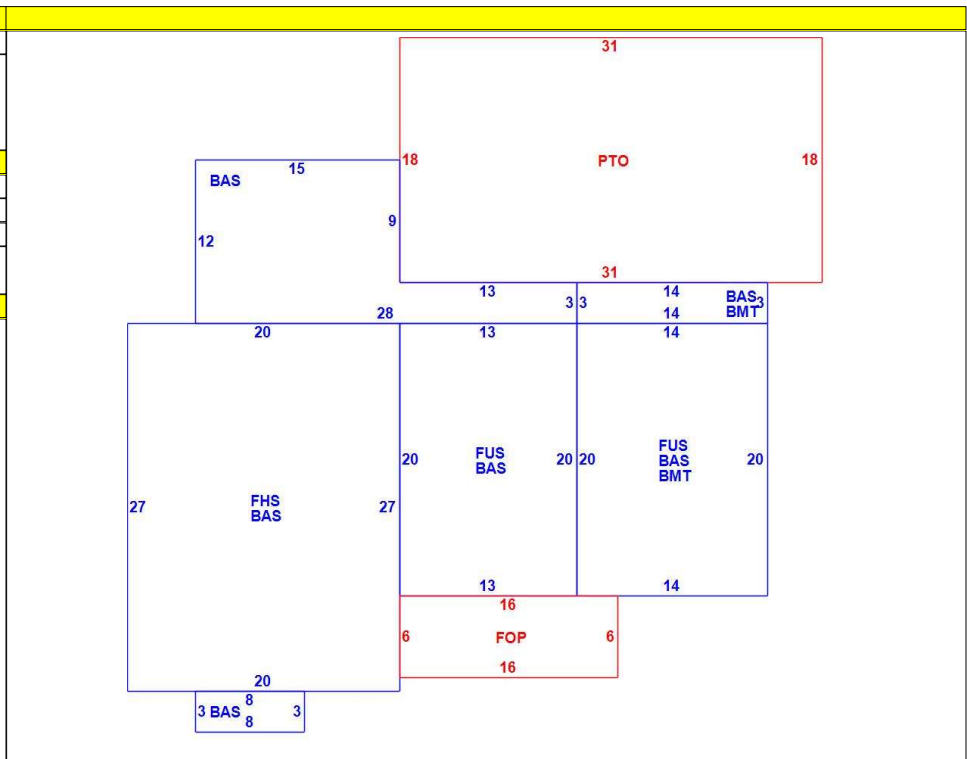 31
18 PTO 18
31
15
BAS
9
12
28
13
3
3 14 BAS 3
14 BMT
20
13
14
27 FHS 27
BAS
20 FUS 20
BAS
20 FUS 20
BAS
BMT
13
14
16
6 FOP 6
16
20
8
3 BAS 3
8